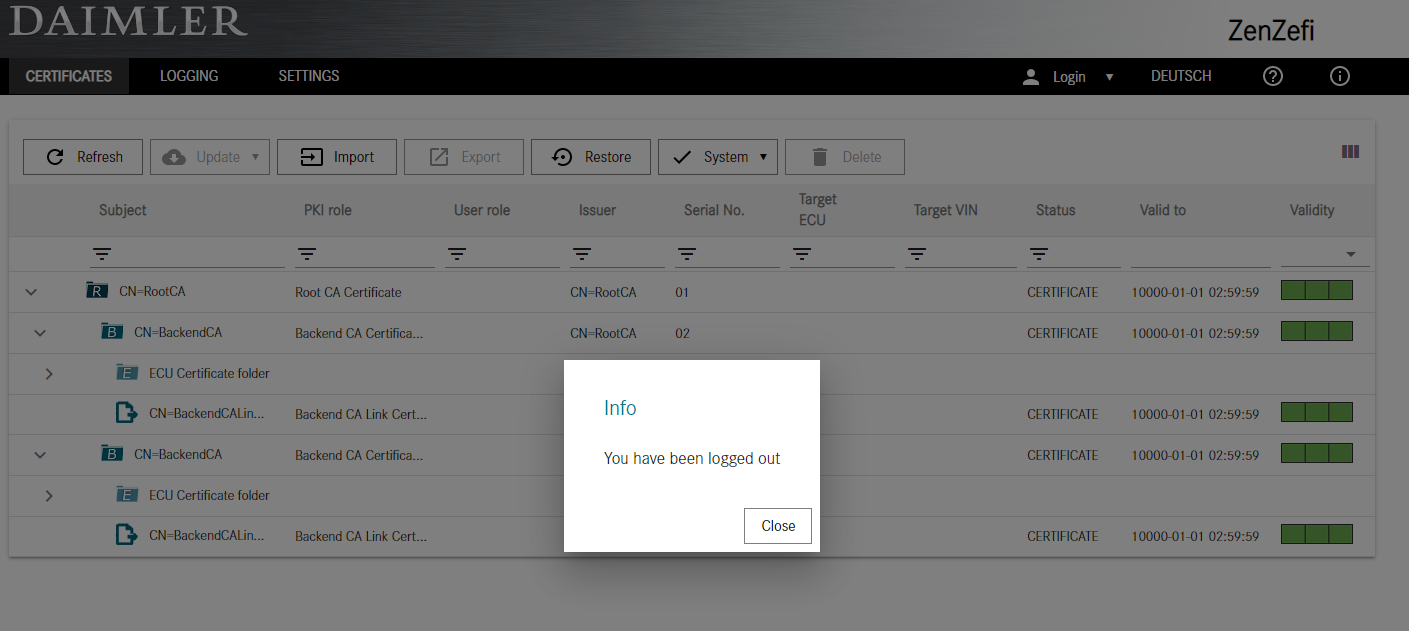 DAIMLER
ZenZefi
CERTIFICATES LOGGING SETTINGS Login DEUTSCH
Refresh Update Import Export Restore System Delete
Subject PKI role User role Issuer Serial No. Target ECU Target VIN Status Valid to Validity
R CN=RootCA Root CA Certificate CN=RootCA 01 CERTIFICATE 10000-01-01 02:59:59
B CN=BackendCA Backend CA Certifica... CN=RootCA 02 CERTIFICATE 10000-01-01 02:59:59
E ECU Certificate folder
CN=BackendCALin... Backend CA Link Cert... CERTIFICATE 10000-01-01 02:59:59
B CN=BackendCA Backend CA Certifica... CERTIFICATE 10000-01-01 02:59:59
E ECU Certificate folder
CN=BackendCALin... Backend CA Link Cert... CERTIFICATE 10000-01-01 02:59:59
Info
You have been logged out
Close